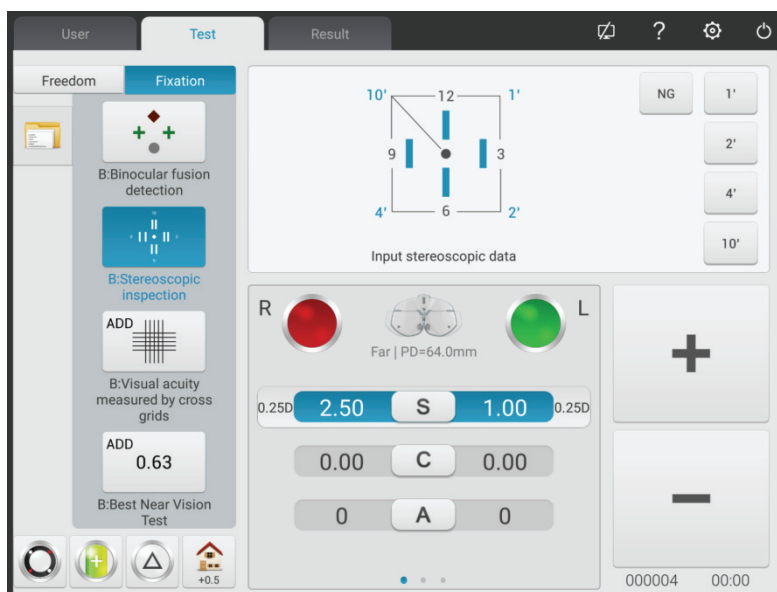 User
Test
Result
?
Freedom
Fixation
B:Binocular fusion
detection
B:Stereoscopic
inspection
ADD
B:Visual acuity
measured by cross
grids
ADD
0.63
B:Best Near Vision
Test
+0.5
10' 12 1'
9 3
4' 6 2'
Input stereoscopic data
NG
1'
2'
4'
10'
R
L
Far | PD=64.0mm
0.25D 2.50 S 1.00 0.25D
0.00 C 0.00
0 A 0
+
−
000004 00:00